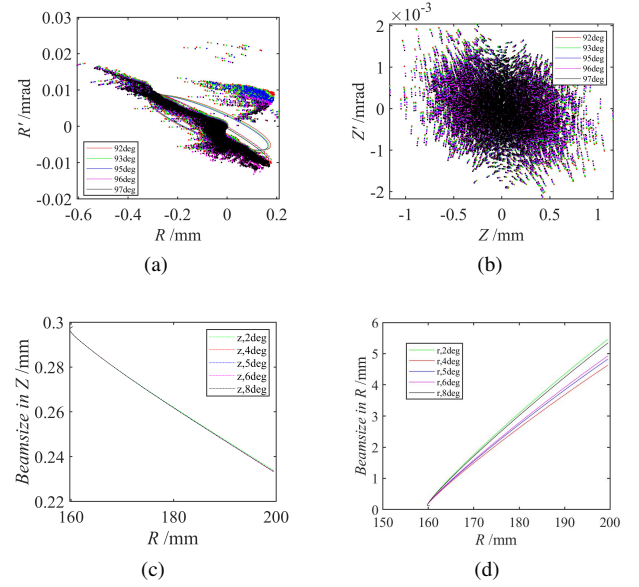 R' /mrad
0.03
0.02
0.01
0
-0.01
0.02
-0.6 -0.4 -0.2 0 0.2
R /mm
92deg
93deg
95deg
96deg
97deg
(a)
×10⁻³
Z' /mrad
2
1
0
-1
-2
-1 -0.5 0 0.5 1
Z /mm
92deg
93deg
95deg
96deg
97deg
(b)
Beamsize in Z /mm
0.3
0.28
0.26
0.24
0.22
160 180 200
R /mm
z,2deg
z,4deg
z,5deg
z,6deg
z,8deg
(c)
Beamsize in R /mm
6
5
4
3
2
1
0
150 160 170 180 190 200
R /mm
r,2deg
r,4deg
r,5deg
r,6deg
r,8deg
(d)